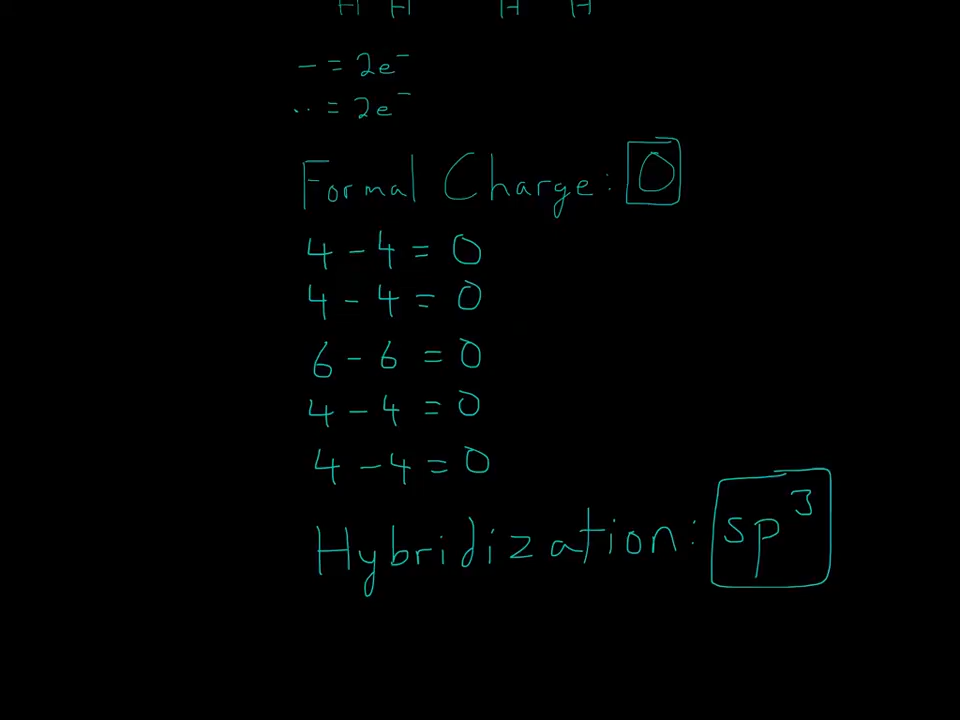 H H H H
— = 2e⁻
.. = 2e⁻
Formal Charge: 0
4 - 4 = 0
4 - 4 = 0
6 - 6 = 0
4 - 4 = 0
4 - 4 = 0
Hybridization: sp³